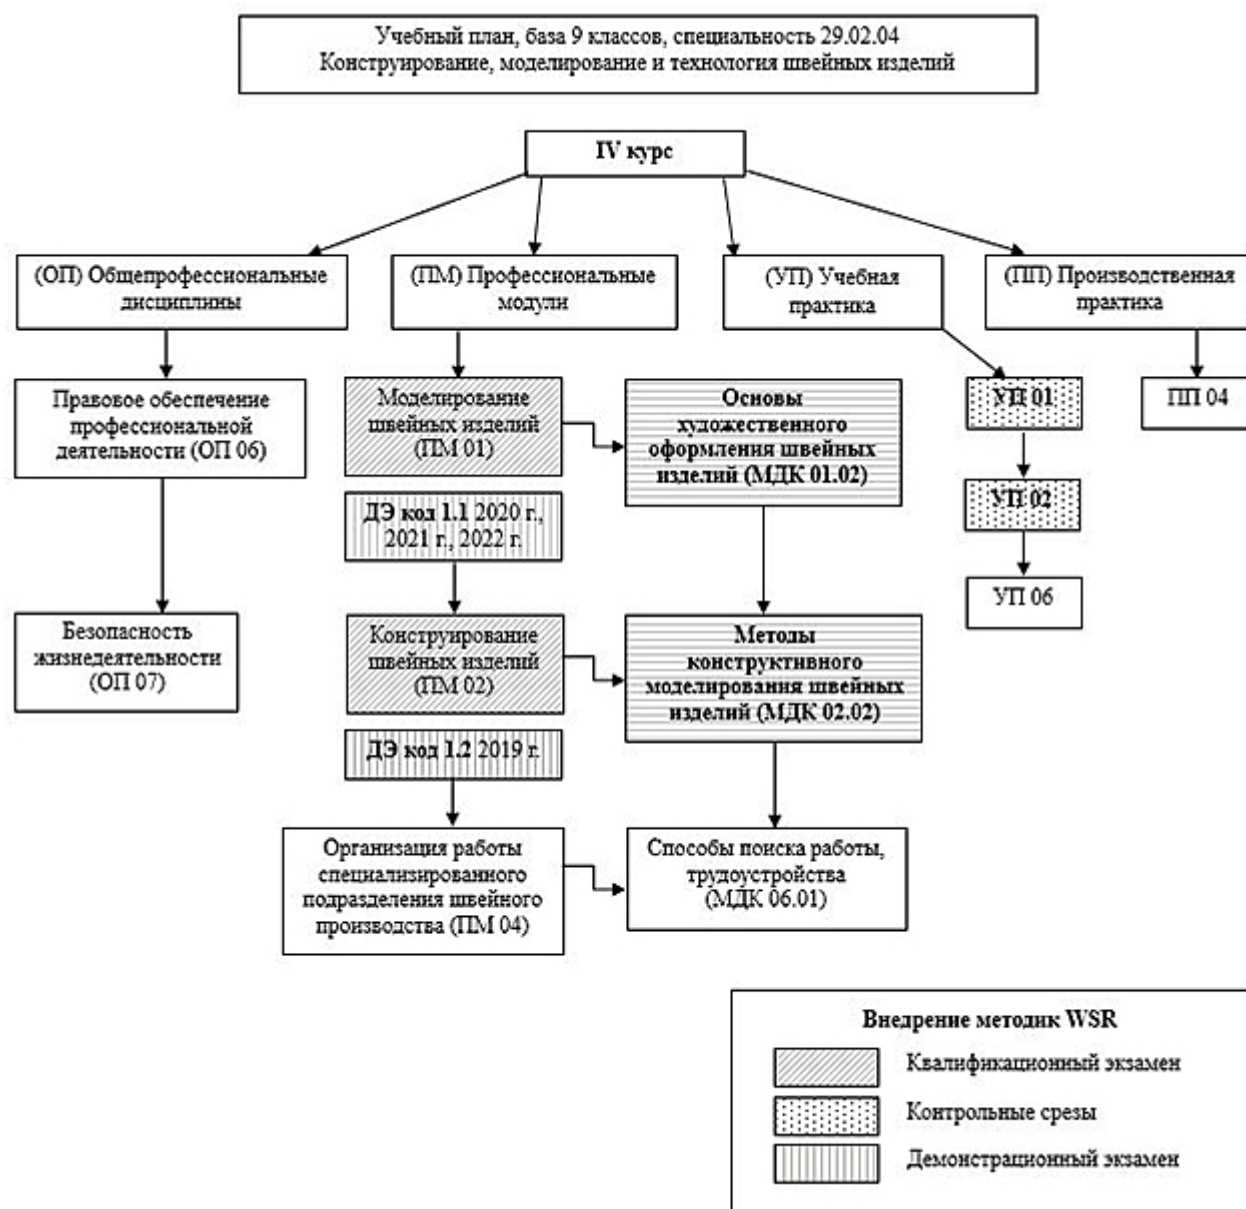 Учебный план, база 9 классов, специальность 29.02.04
Конструирование, моделирование и технология швейных изделий
IV курс
(ОП) Общепрофессиональные
дисциплины
(ПМ) Профессиональные
модули
(УП) Учебная
практика
(ПП) Производственная
практика
Правовое обеспечение
профессиональной
деятельности (ОП 06)
Моделирование
швейных изделий
(ПМ 01)
Основы
художественного
оформления швейных
изделий (МДК 01.02)
УП 01
ПП 04
ДЭ код 1.1 2020 г.,
2021 г., 2022 г.
УП 02
УП 06
Безопасность
жизнедеятельности
(ОП 07)
Конструирование
швейных изделий
(ПМ 02)
Методы
конструктивного
моделирования швейных
изделий (МДК 02.02)
ДЭ код 1.2 2019 г.
Организация работы
специализированного
подразделения швейного
производства (ПМ 04)
Способы поиска работы,
трудоустройства
(МДК 06.01)
Внедрение методик WSR
Квалификационный экзамен
Контрольные срезы
Демонстрационный экзамен